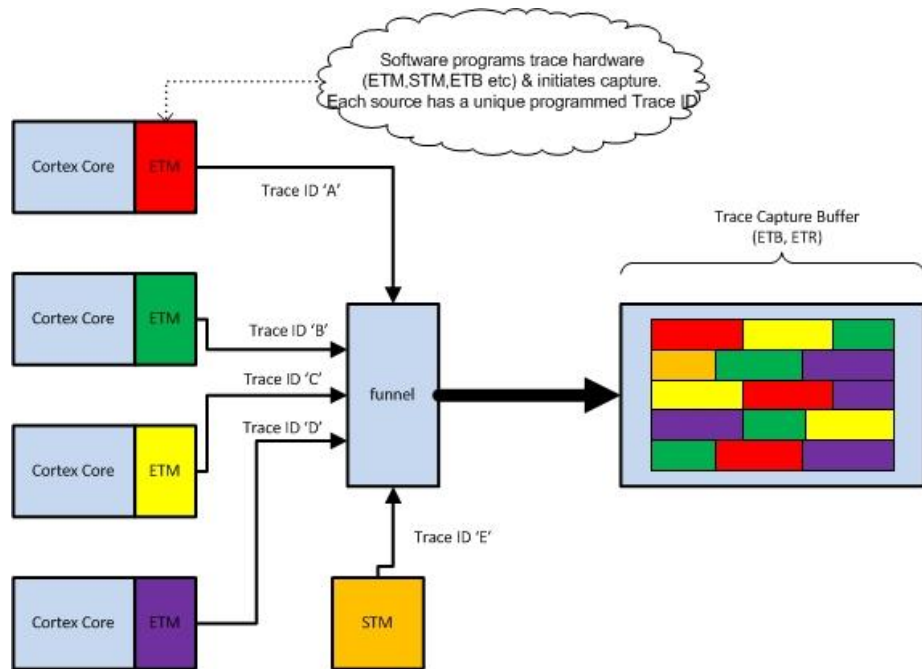 Software programs trace hardware
(ETM,STM,ETB etc) & initiates capture.
Each source has a unique programmed Trace ID
Cortex Core
ETM
Trace ID 'A'
Trace Capture Buffer
(ETB, ETR)
Cortex Core
ETM
Trace ID 'B'
Trace ID 'C'
funnel
Trace ID 'D'
Cortex Core
ETM
Trace ID 'E'
Cortex Core
ETM
STM